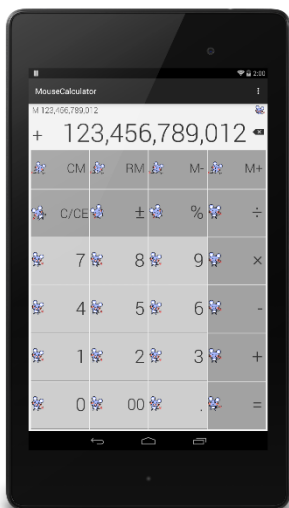 2:00
MouseCalculator
M 123,456,789,012
+ 123,456,789,012
CM RM M- M+
C/CE ± % ÷
7 8 9 ×
4 5 6 -
1 2 3 +
0 00 . =